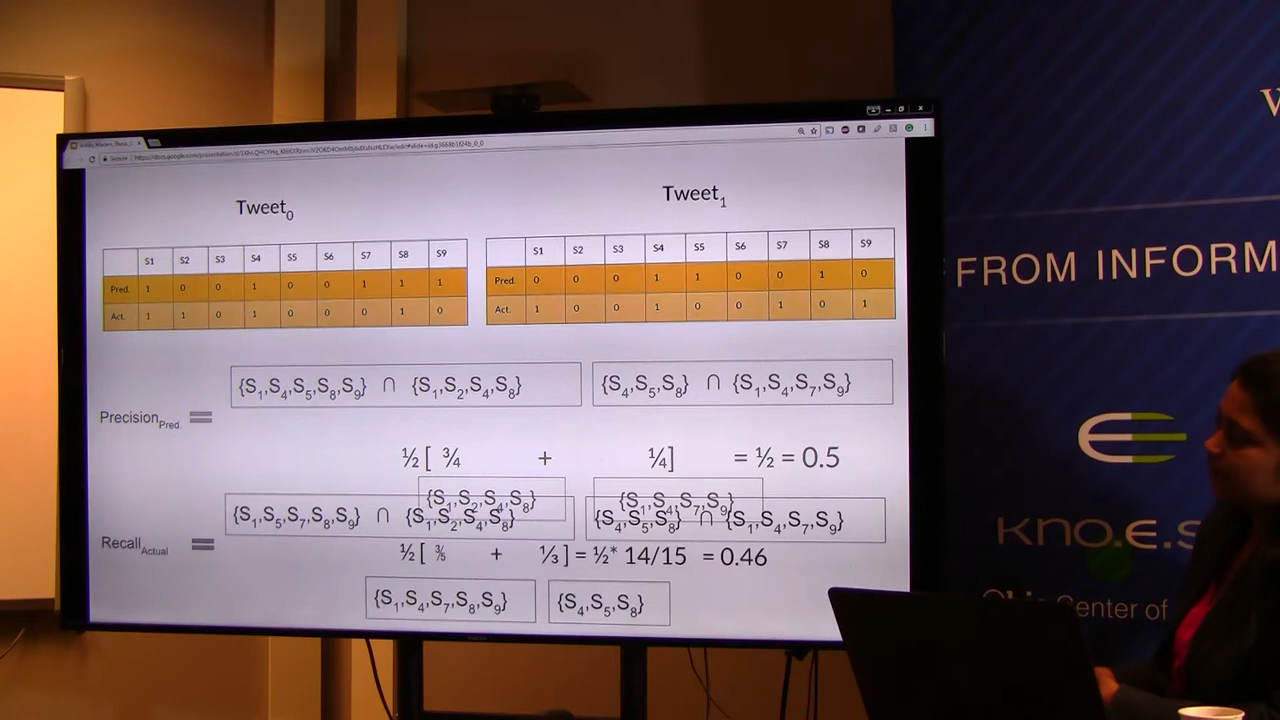 Tweet0
Tweet1
S1 S2 S3 S4 S5 S6 S7 S8 S9
Pred. 1 0 0 1 0 0 1 1 1
Act. 1 1 0 1 0 0 0 1 0
S1 S2 S3 S4 S5 S6 S7 S8 S9
Pred. 0 0 0 1 1 0 0 1 0
Act. 1 0 0 1 0 0 1 0 1
{S1,S4,S5,S8,S9} ∩ {S1,S2,S4,S8}
{S4,S5,S8} ∩ {S1,S4,S7,S9}
PrecisionPred. =
½ [ ¾ + ¼] = ½ = 0.5
{S1,S2,S4,S8}
{S1,S4,S7,S9}
{S1,S5,S7,S8,S9} ∩ {S1,S2,S4,S8}
{S4,S5,S8} ∩ {S1,S4,S7,S9}
RecallActual =
½ [ ⅗ + ⅓] = ½* 14/15 = 0.46
{S1,S4,S7,S8,S9}
{S4,S5,S8}
FROM INFORM
kno.e.s
Center of